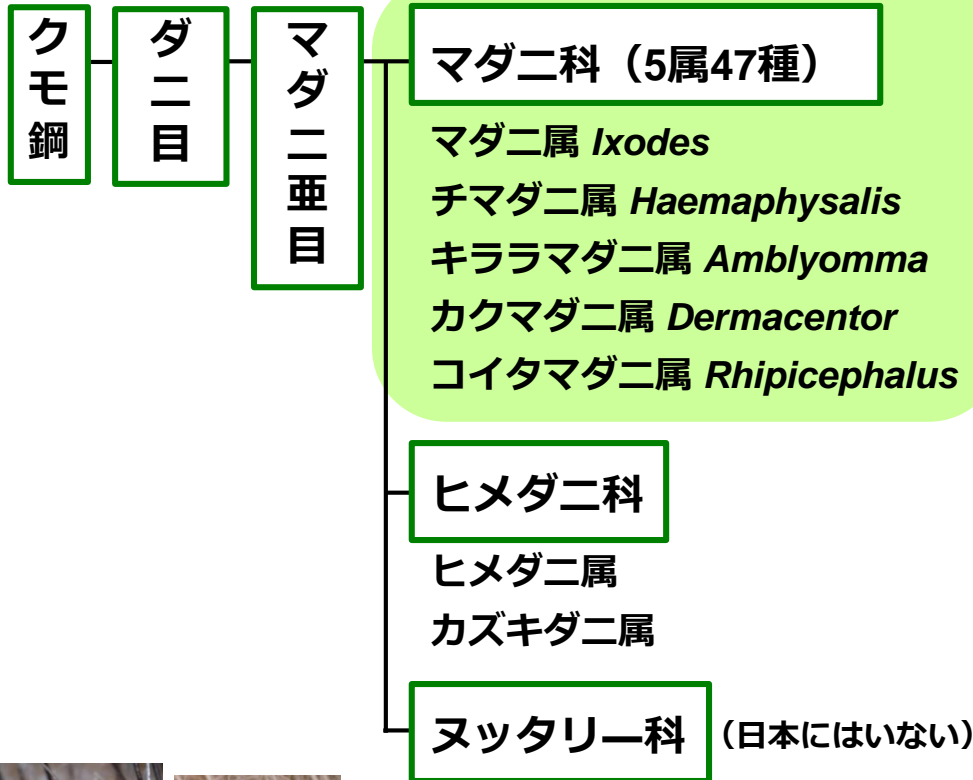 クモ鋼
ダニ目
マダニ亜目
マダニ科（5属47種）
マダニ属 Ixodes
チマダニ属 Haemaphysalis
キララマダニ属 Amblyomma
カクマダニ属 Dermacentor
コイタマダニ属 Rhipicephalus
ヒメダニ科
ヒメダニ属
カズキダニ属
ヌッタリー科 （日本にはいない）